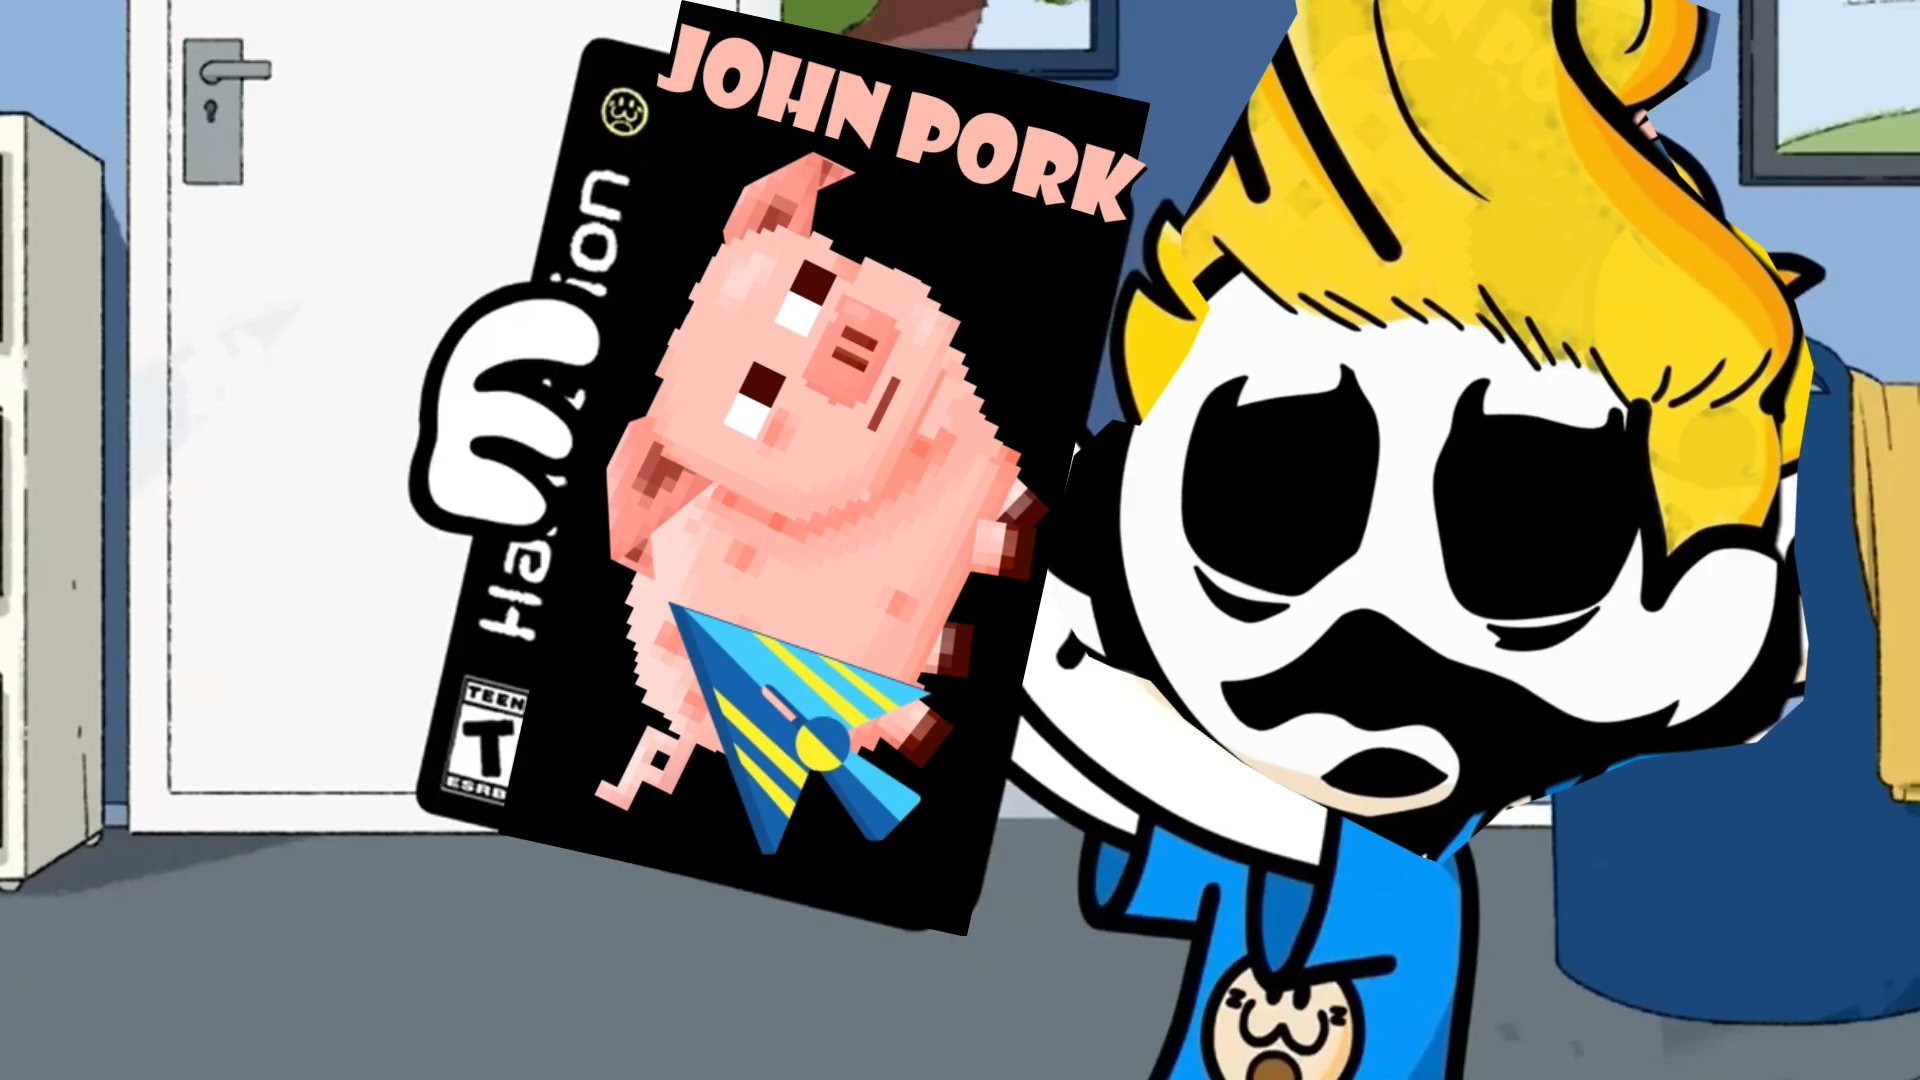 JOHN PORK
TEEN
T
ESRB
z
z